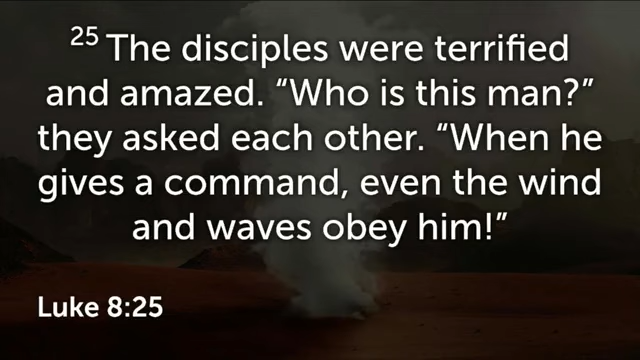 25 The disciples were terrified
and amazed. “Who is this man?”
they asked each other. “When he
gives a command, even the wind
and waves obey him!”
Luke 8:25